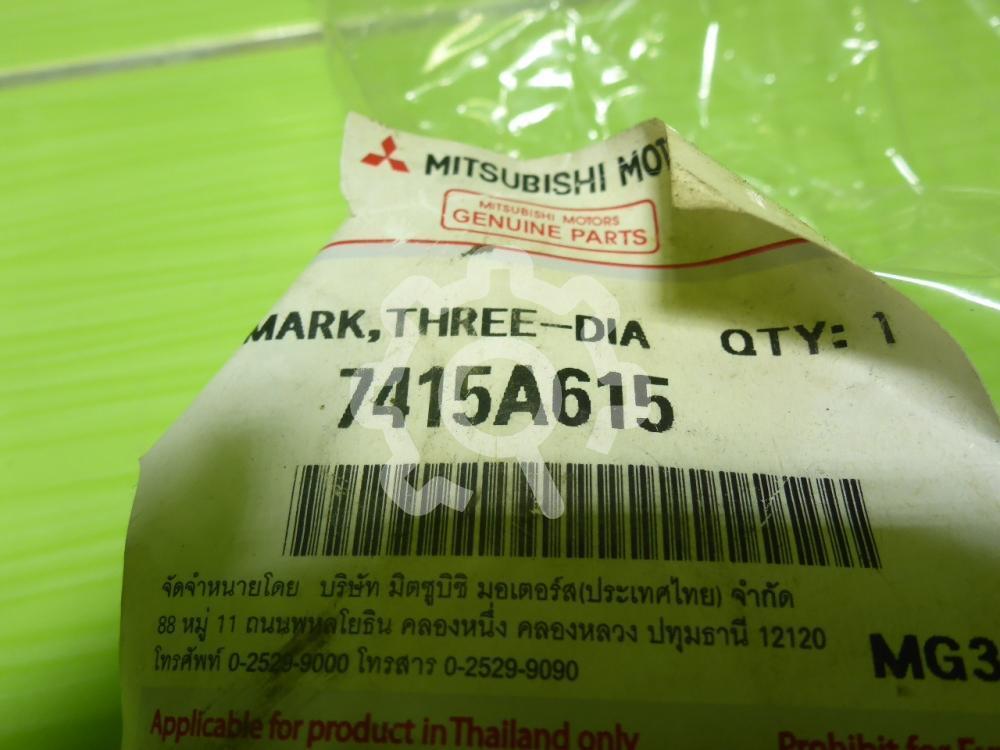 MITSUBISHI MOT
MITSUBISHI MOTORS
GENUINE PARTS
MARK,THREE-DIA QTY: 1
7415A615
จัดจำหน่ายโดย บริษัท มิตซูบิชิ มอเตอร์ส(ประเทศไทย) จำกัด
88 หมู่ 11 ถนนพหลโยธิน คลองหนึ่ง คลองหลวง ปทุมธานี 12120
โทรศัพท์ 0-2529-9000 โทรสาร 0-2529-9090
MG3
Applicable for product in Thailand only Prohibit for